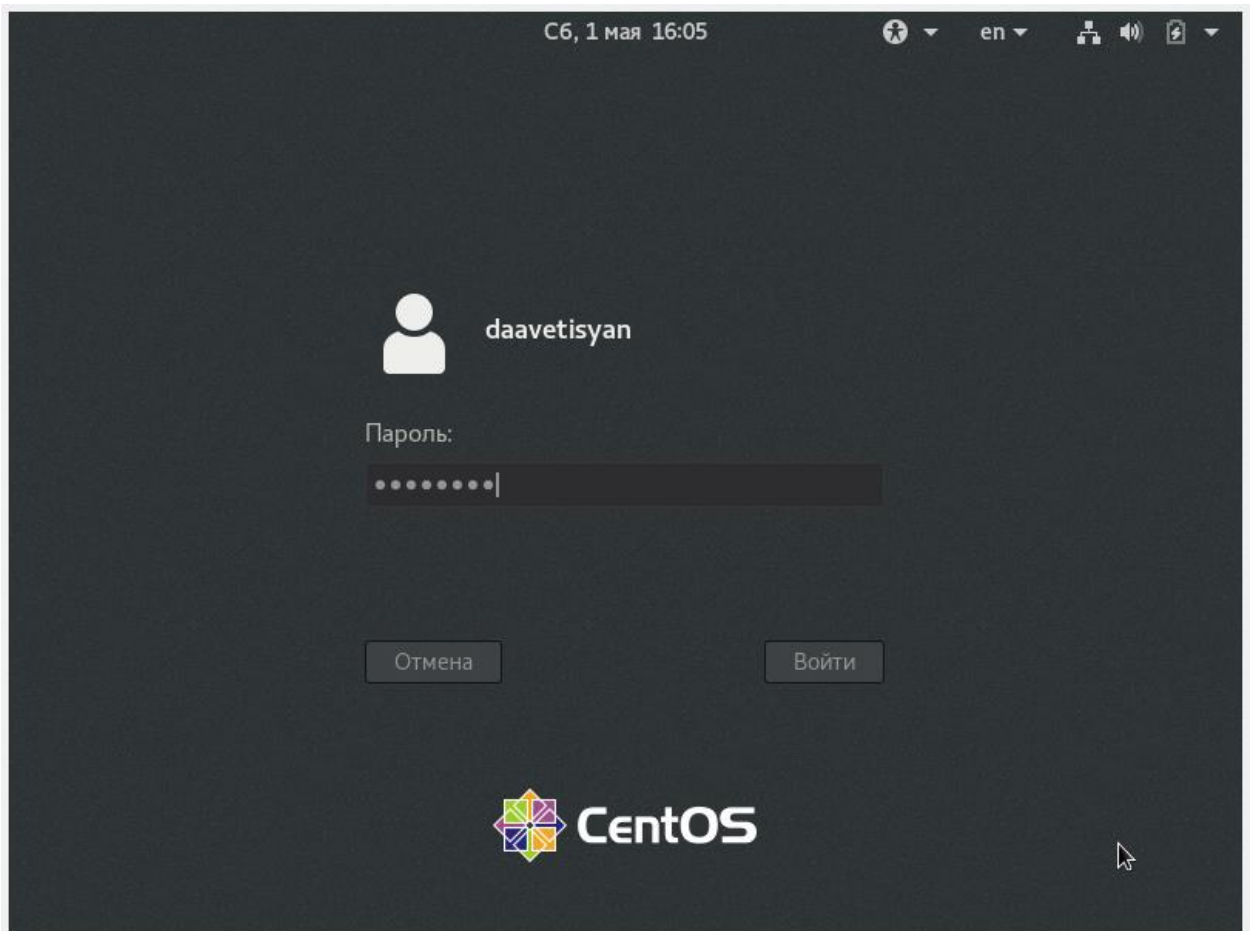 Сб, 1 мая 16:05 en
daavetisyan
Пароль:
Отмена Войти
CentOS